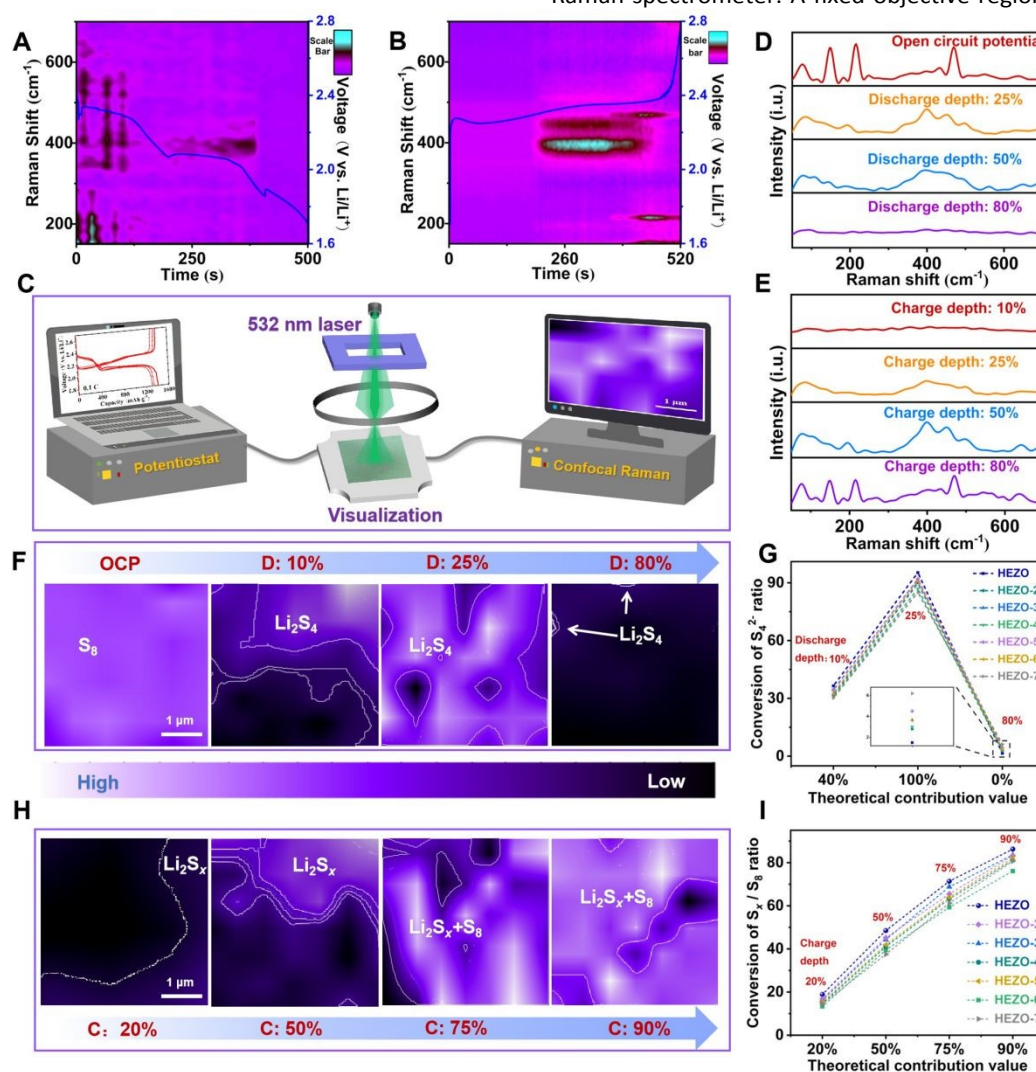 Raman spectrometer. A fixed objective region
A
Scale
Bar
Raman Shift (cm-1)
600
400
200
0
250
500
Time (s)
2.8
2.4
2.0
1.6
Voltage (V vs. Li/Li+)
B
Scale
Bar
Raman Shift (cm-1)
600
400
200
0
260
520
Time (s)
2.8
2.4
2.0
1.6
Voltage (V vs. Li/Li+)
D
Open circuit potential
Discharge depth: 25%
Discharge depth: 50%
Discharge depth: 80%
Intensity (i.u.)
200 400 600
Raman shift (cm-1)
C
532 nm laser
0.1 C
Potentiostat
Visualization
1 μm
Confocal Raman
E
Charge depth: 10%
Charge depth: 25%
Charge depth: 50%
Charge depth: 80%
Intensity (i.u.)
200 400 600
Raman shift (cm-1)
F
OCP D: 10% D: 25% D: 80%
S8
1 μm
Li2S4
Li2S4
Li2S4
High Low
G
Conversion of S42- ratio
90
60
30
0
Discharge
depth: 10%
25%
80%
4
2
HEZO
40% 100% 0%
Theoretical contribution value
H
Li2Sx
1 μm
Li2Sx
Li2Sx+S8
Li2Sx+S8
C: 20% C: 50% C: 75% C: 90%
I
Conversion of Sx / S8 ratio
80
60
40
20
0
Charge
depth
20%
50%
75%
90%
HEZO
20% 50% 75% 90%
Theoretical contribution value